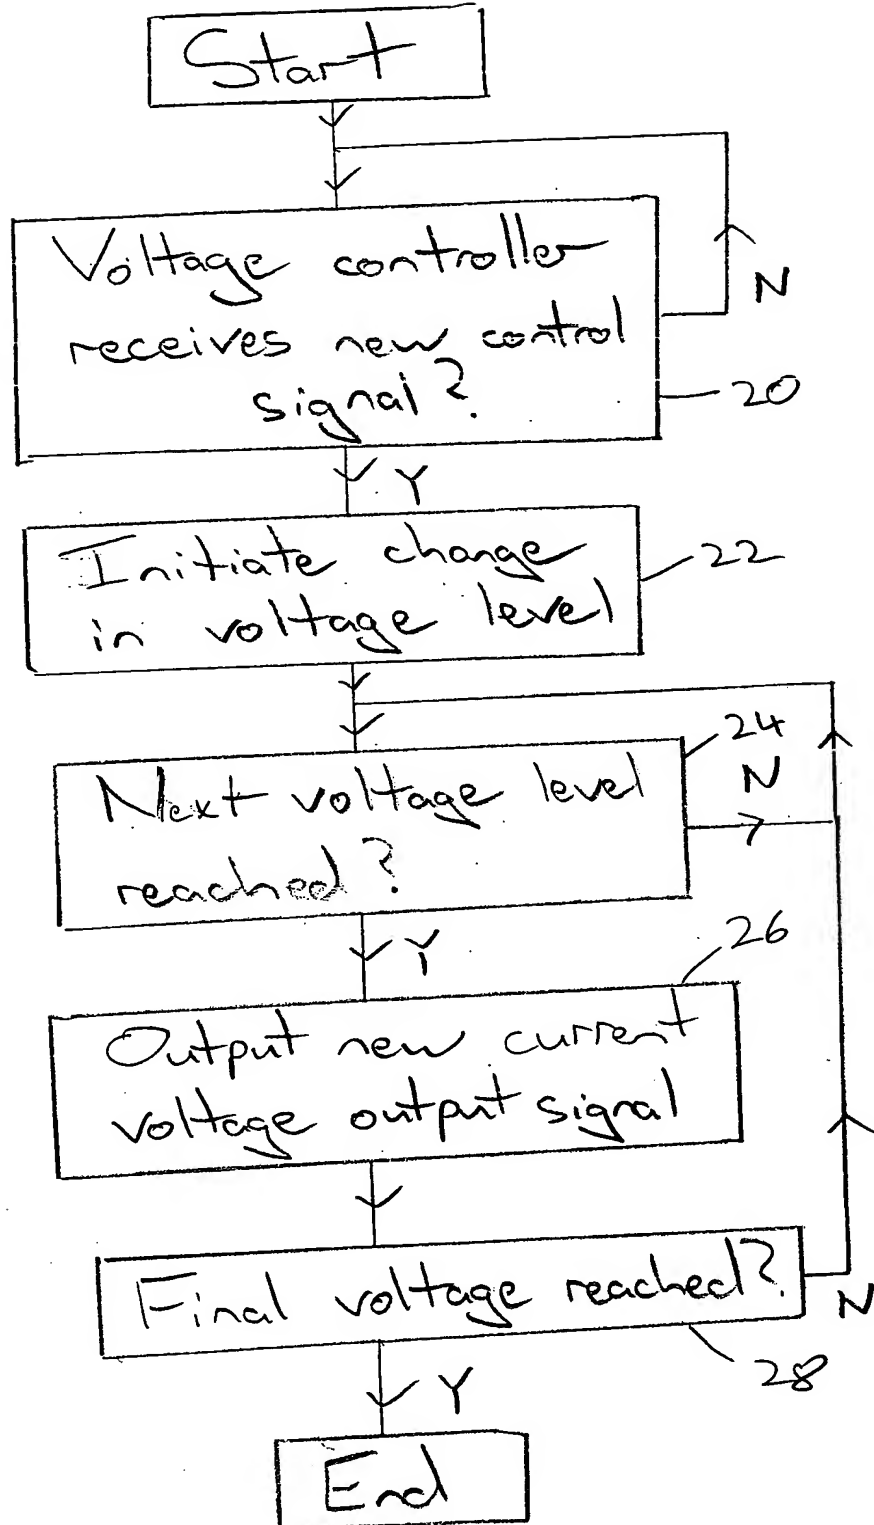 Start
Voltage controller
receives new control
signal?
N
20
Y
Initiate change
in voltage level
22
24
Next voltage level
reached?
N
Y
26
Output new current
voltage output signal
Final voltage reached?
N
28
Y
End